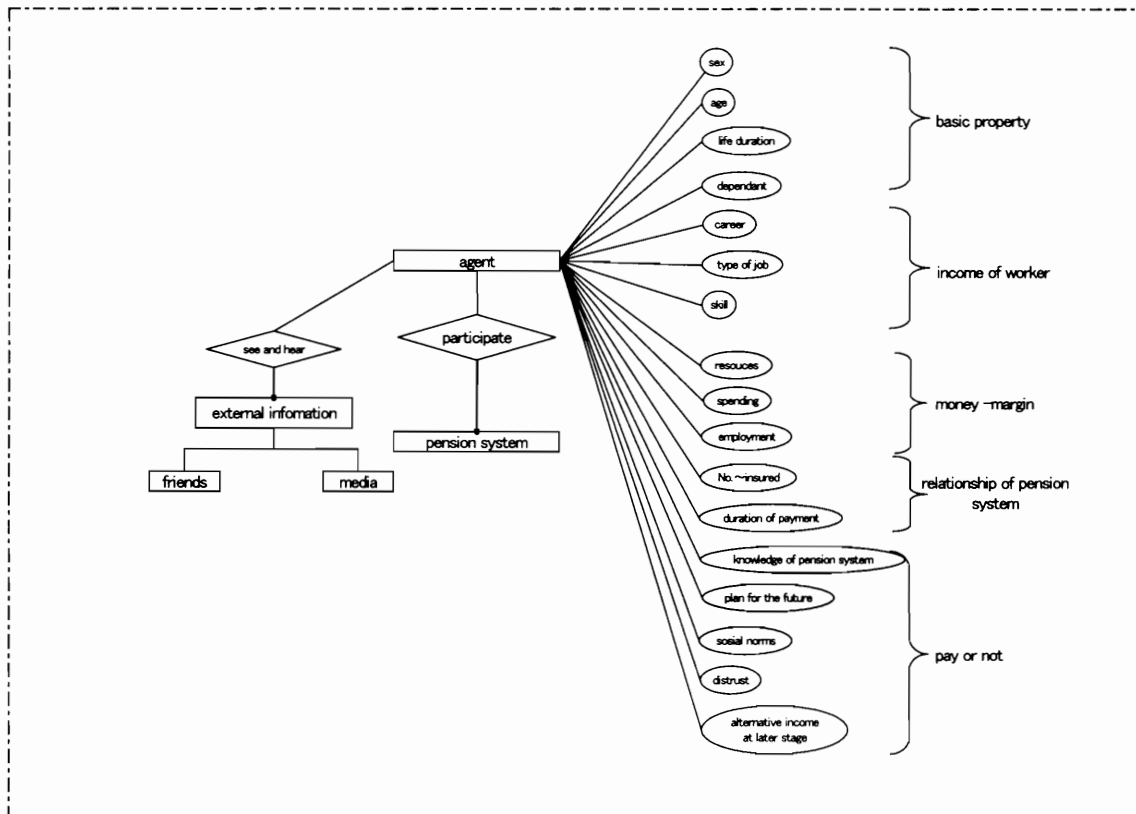 sex
age
life duration
dependant
basic property
career
type of job
skill
income of worker
agent
participate
see and hear
external infomation
pension system
friends
media
resouces
spending
employment
money-margin
No.~insured
duration of payment
relationship of pension
system
knowledge of pension system
plan for the future
sosial norms
distrust
alternative income
at later stage
pay or not